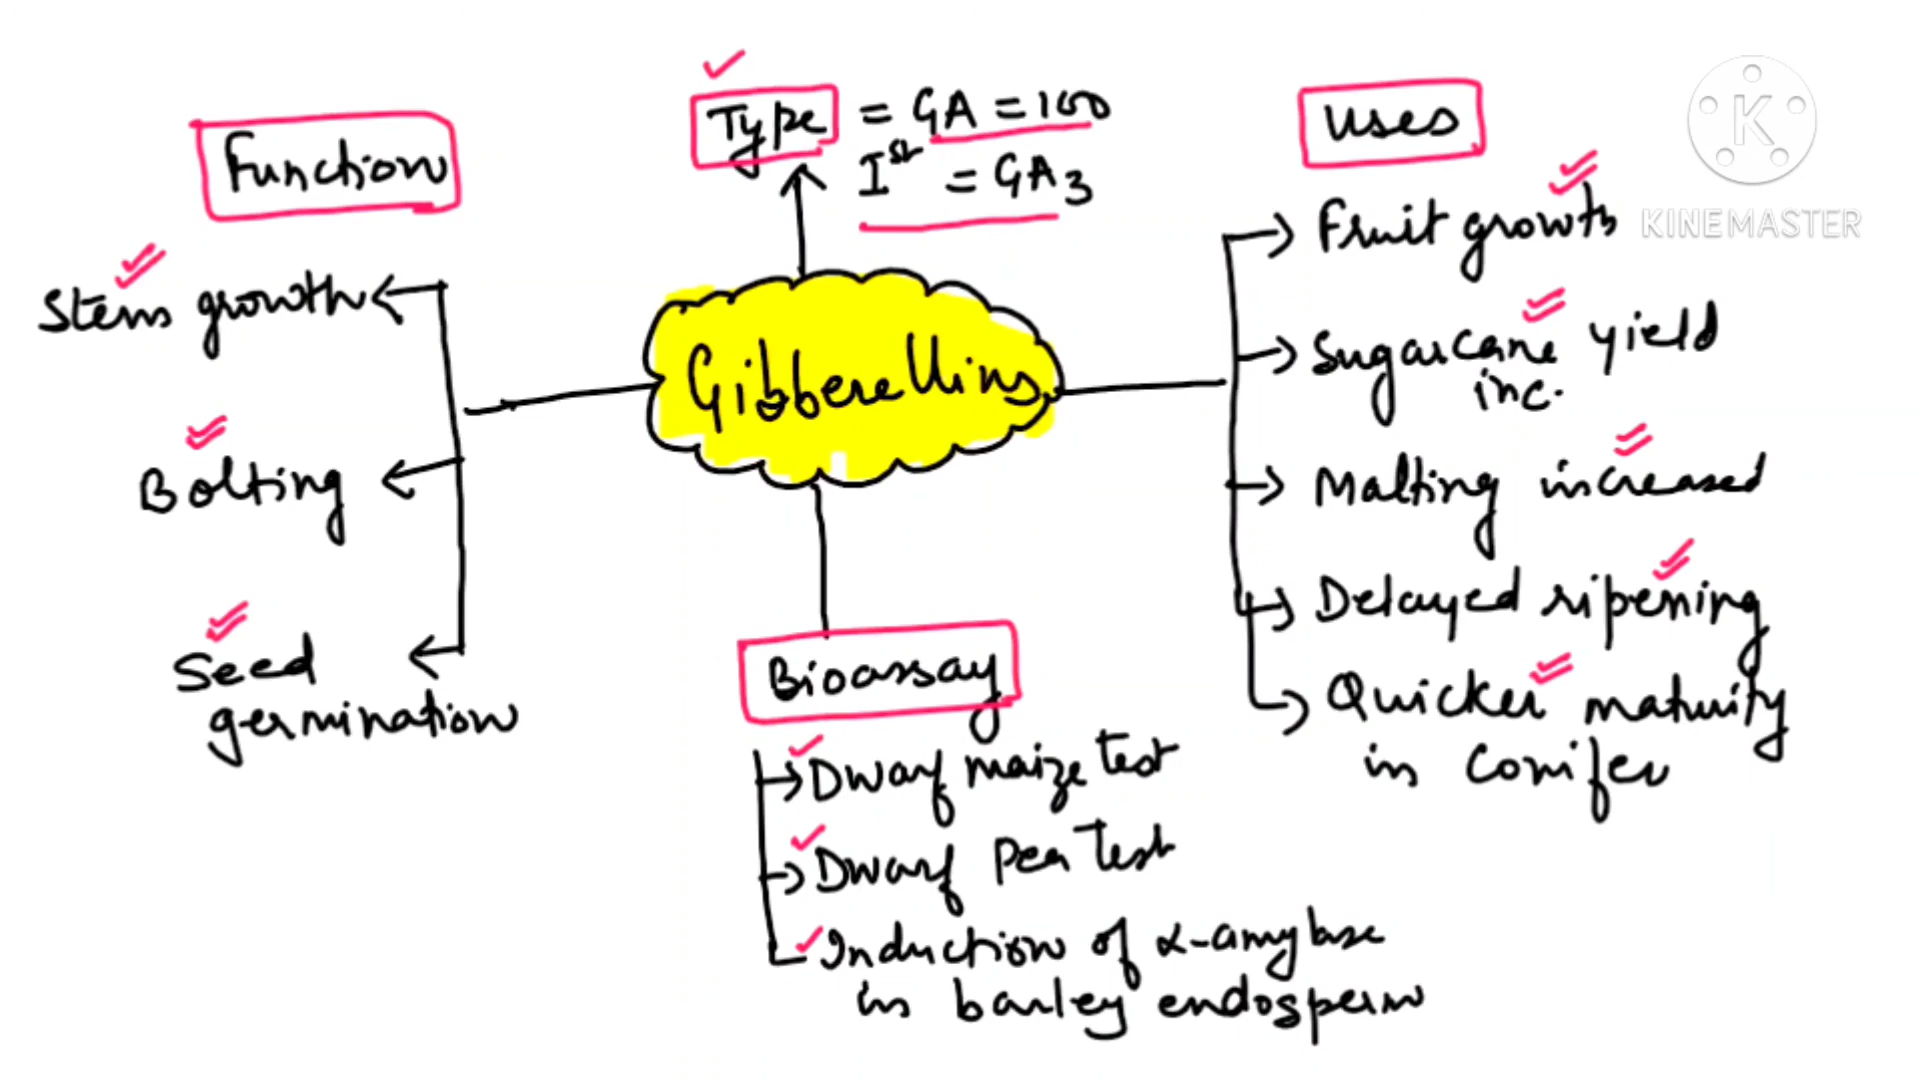 Type = GA = 100
Ist = GA3
Function
Stem growth
Bolting
Seed
germination
Gibberellins
Uses
Fruit growth
Sugarcane yield
inc.
Malting increased
Delayed ripening
Quicker maturity
in conifer
Bioassay
Dwarf maize test
Dwarf Pea Test
Induction of α-amylase
in barley endosperm
K
KINEMASTER